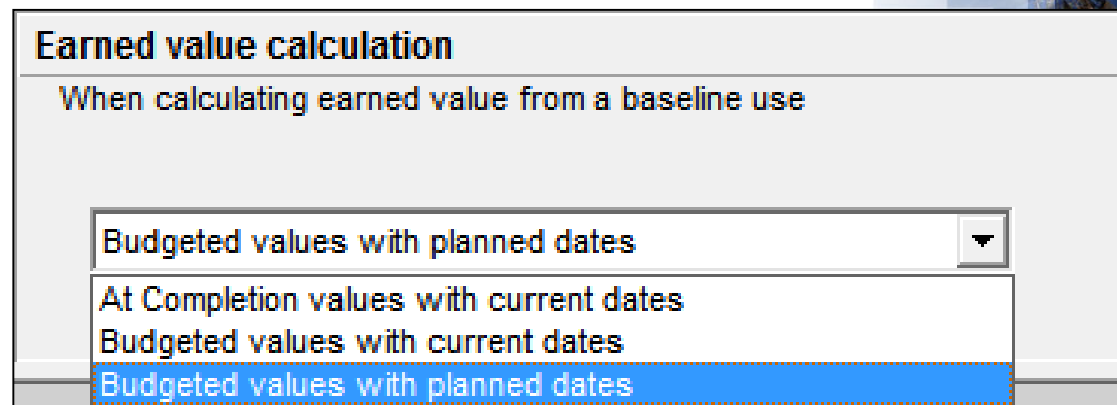 Earned value calculation
When calculating earned value from a baseline use
Budgeted values with planned dates
At Completion values with current dates
Budgeted values with current dates
Budgeted values with planned dates